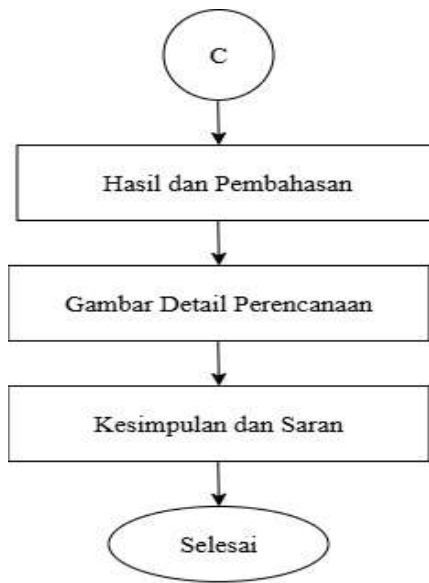 C
Hasil dan Pembahasan
Gambar Detail Perencanaan
Kesimpulan dan Saran
Selesai